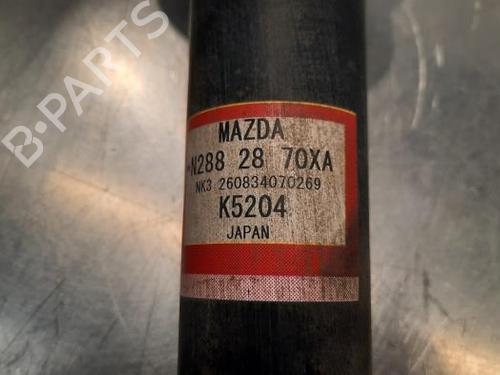 B-PARTS
MAZDA
-N288 28 70XA
NK3 260834070269
K5204
JAPAN